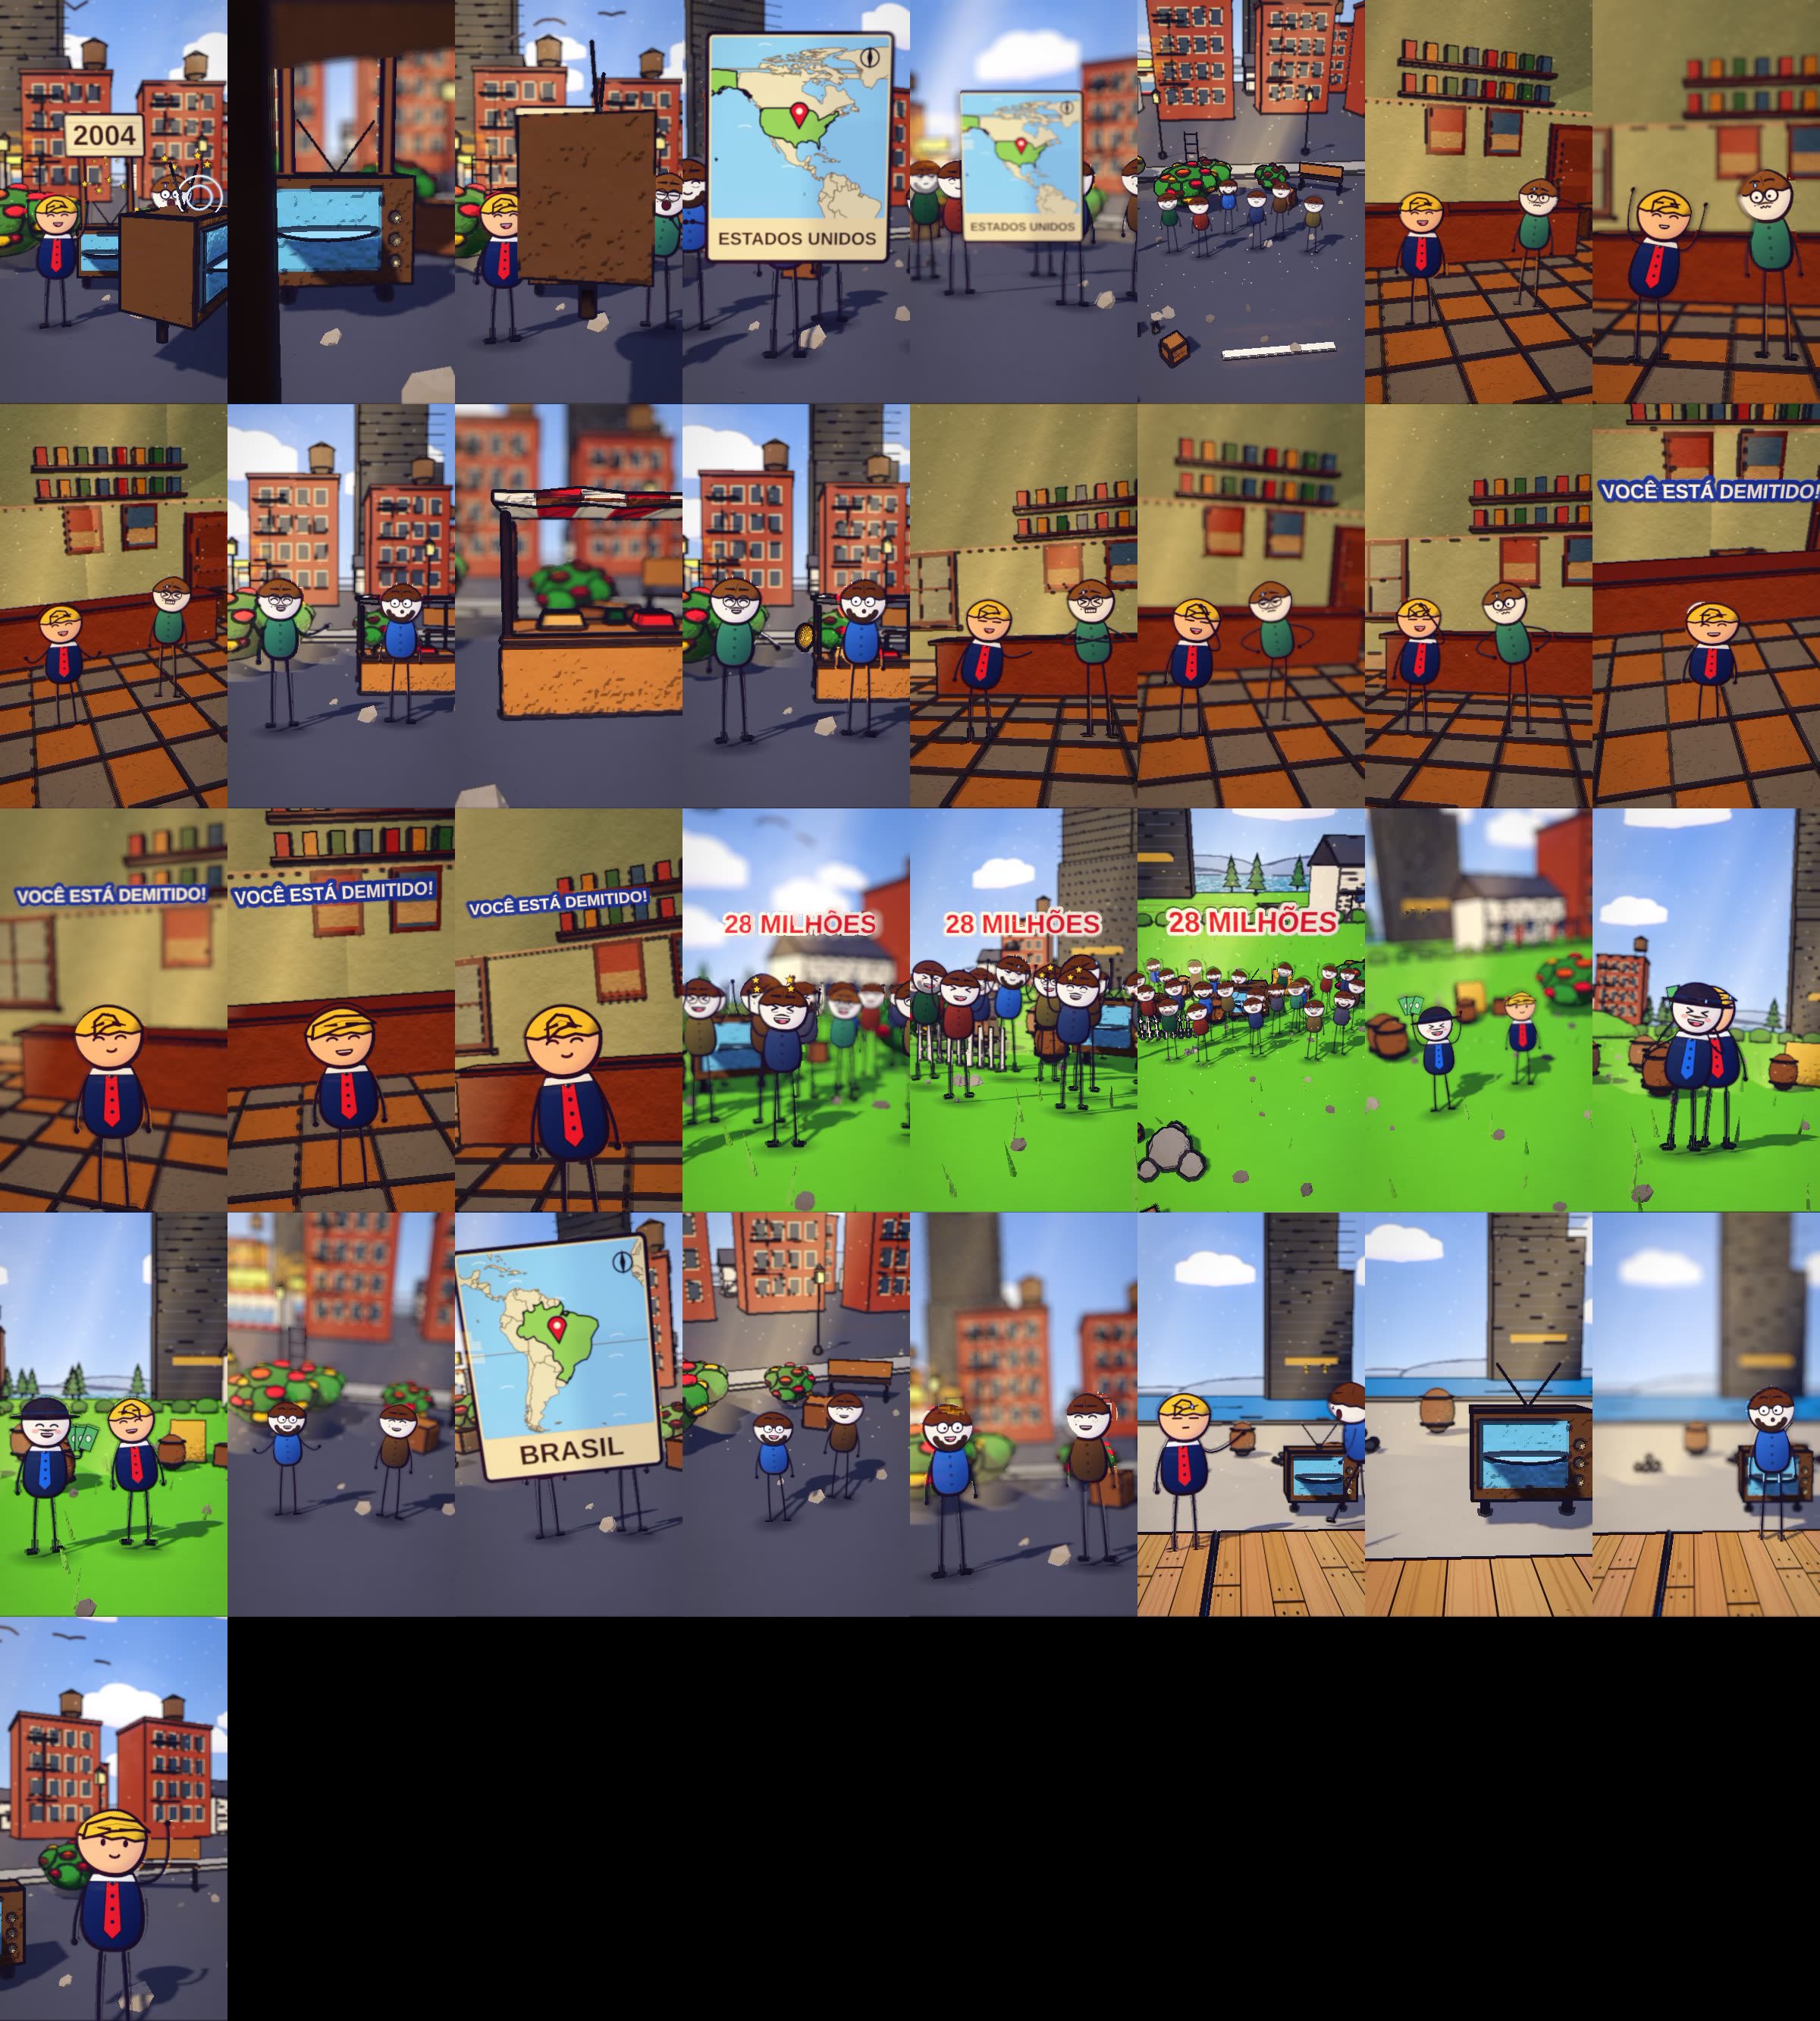 2004
ESTADOS UNIDOS
ESTADOS UNIDOS
VOCÊ ESTÁ DEMITIDO!
VOCÊ ESTÁ DEMITIDO!
VOCÊ ESTÁ DEMITIDO!
VOCÊ ESTÁ DEMITIDO!
28 MILHÕES
28 MILHÕES
28 MILHÕES
BRASIL